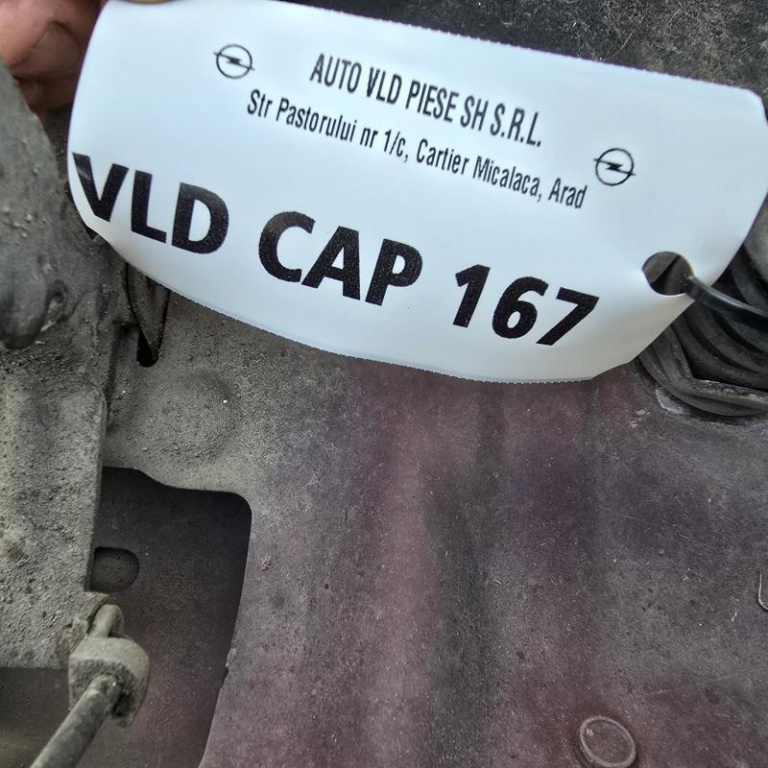 AUTO VLD PIESE SH S.R.L.
Str Pastorului nr 1/c, Cartier Micalaca, Arad
VLD CAP 167